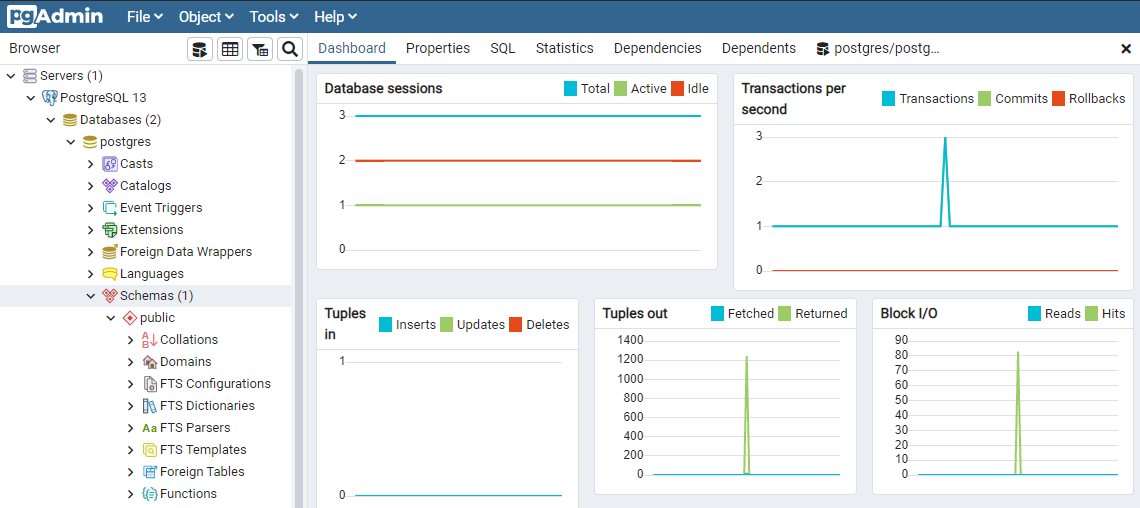 pgAdmin File Object Tools Help
Browser
Dashboard Properties SQL Statistics Dependencies Dependents postgres/postg...
Servers (1)
PostgreSQL 13
Databases (2)
postgres
Casts
Catalogs
Event Triggers
Extensions
Foreign Data Wrappers
Languages
Schemas (1)
public
A
B
Collations
Domains
FTS Configurations
FTS Dictionaries
Aa FTS Parsers
FTS Templates
Foreign Tables
Functions
Database sessions
Total Active Idle
3
2
1
0
Transactions per
second
Transactions Commits Rollbacks
3
2
1
0
Tuples
in
Inserts Updates Deletes
1
0
Tuples out
Fetched Returned
1400
1200
1000
800
600
400
200
0
Block I/O
Reads Hits
90
80
70
60
50
40
30
20
10
0